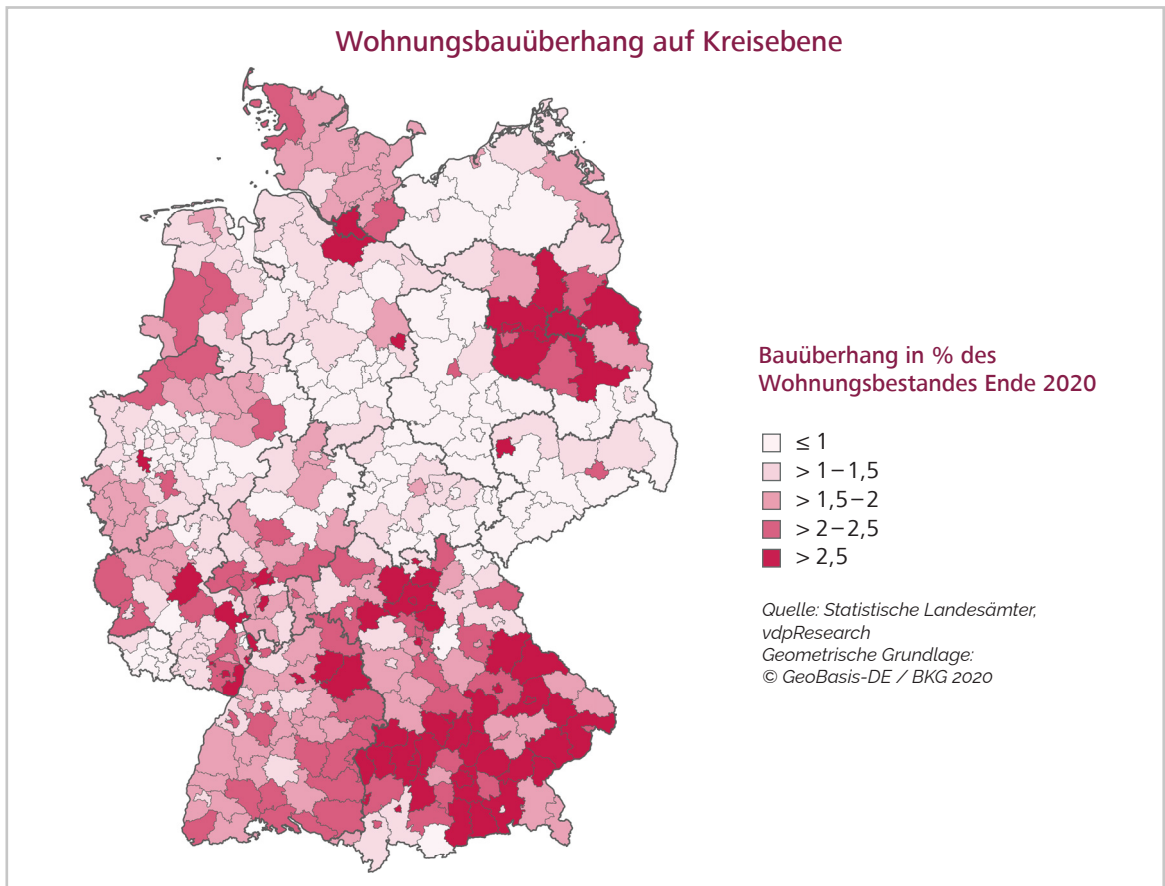 Wohnungsbauüberhang auf Kreisebene
Bauüberhang in % des
Wohnungsbestandes Ende 2020
≤ 1
> 1–1,5
> 1,5–2
> 2–2,5
> 2,5
Quelle: Statistische Landesämter,
vdpResearch
Geometrische Grundlage:
© GeoBasis-DE / BKG 2020